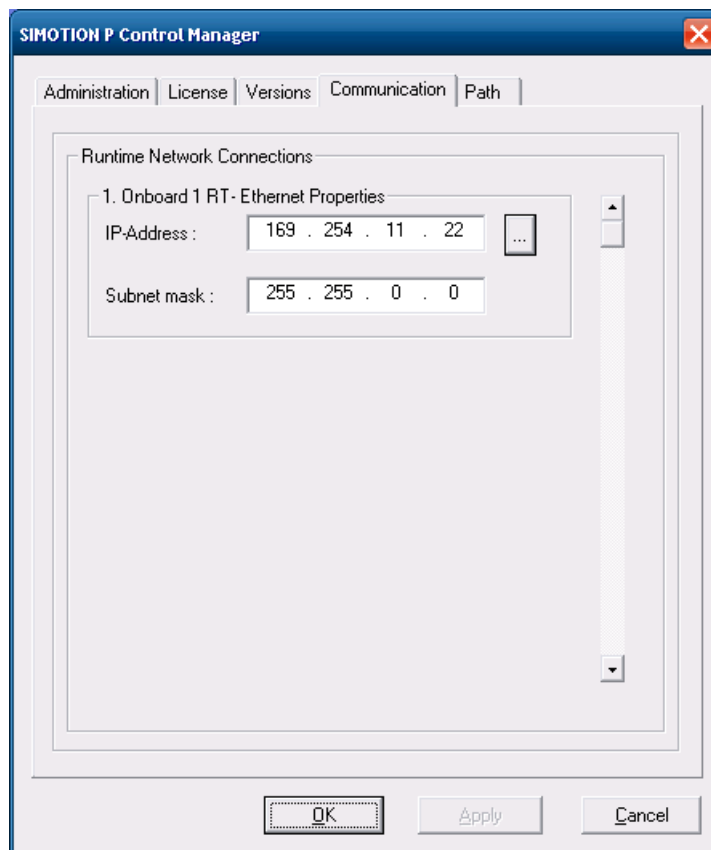 SIMOTION P Control Manager
Administration License Versions Communication Path
Runtime Network Connections
1. Onboard 1 RT- Ethernet Properties
IP-Address : 169 . 254 . 11 . 22 ...
Subnet mask : 255 . 255 . 0 . 0
OK Apply Cancel